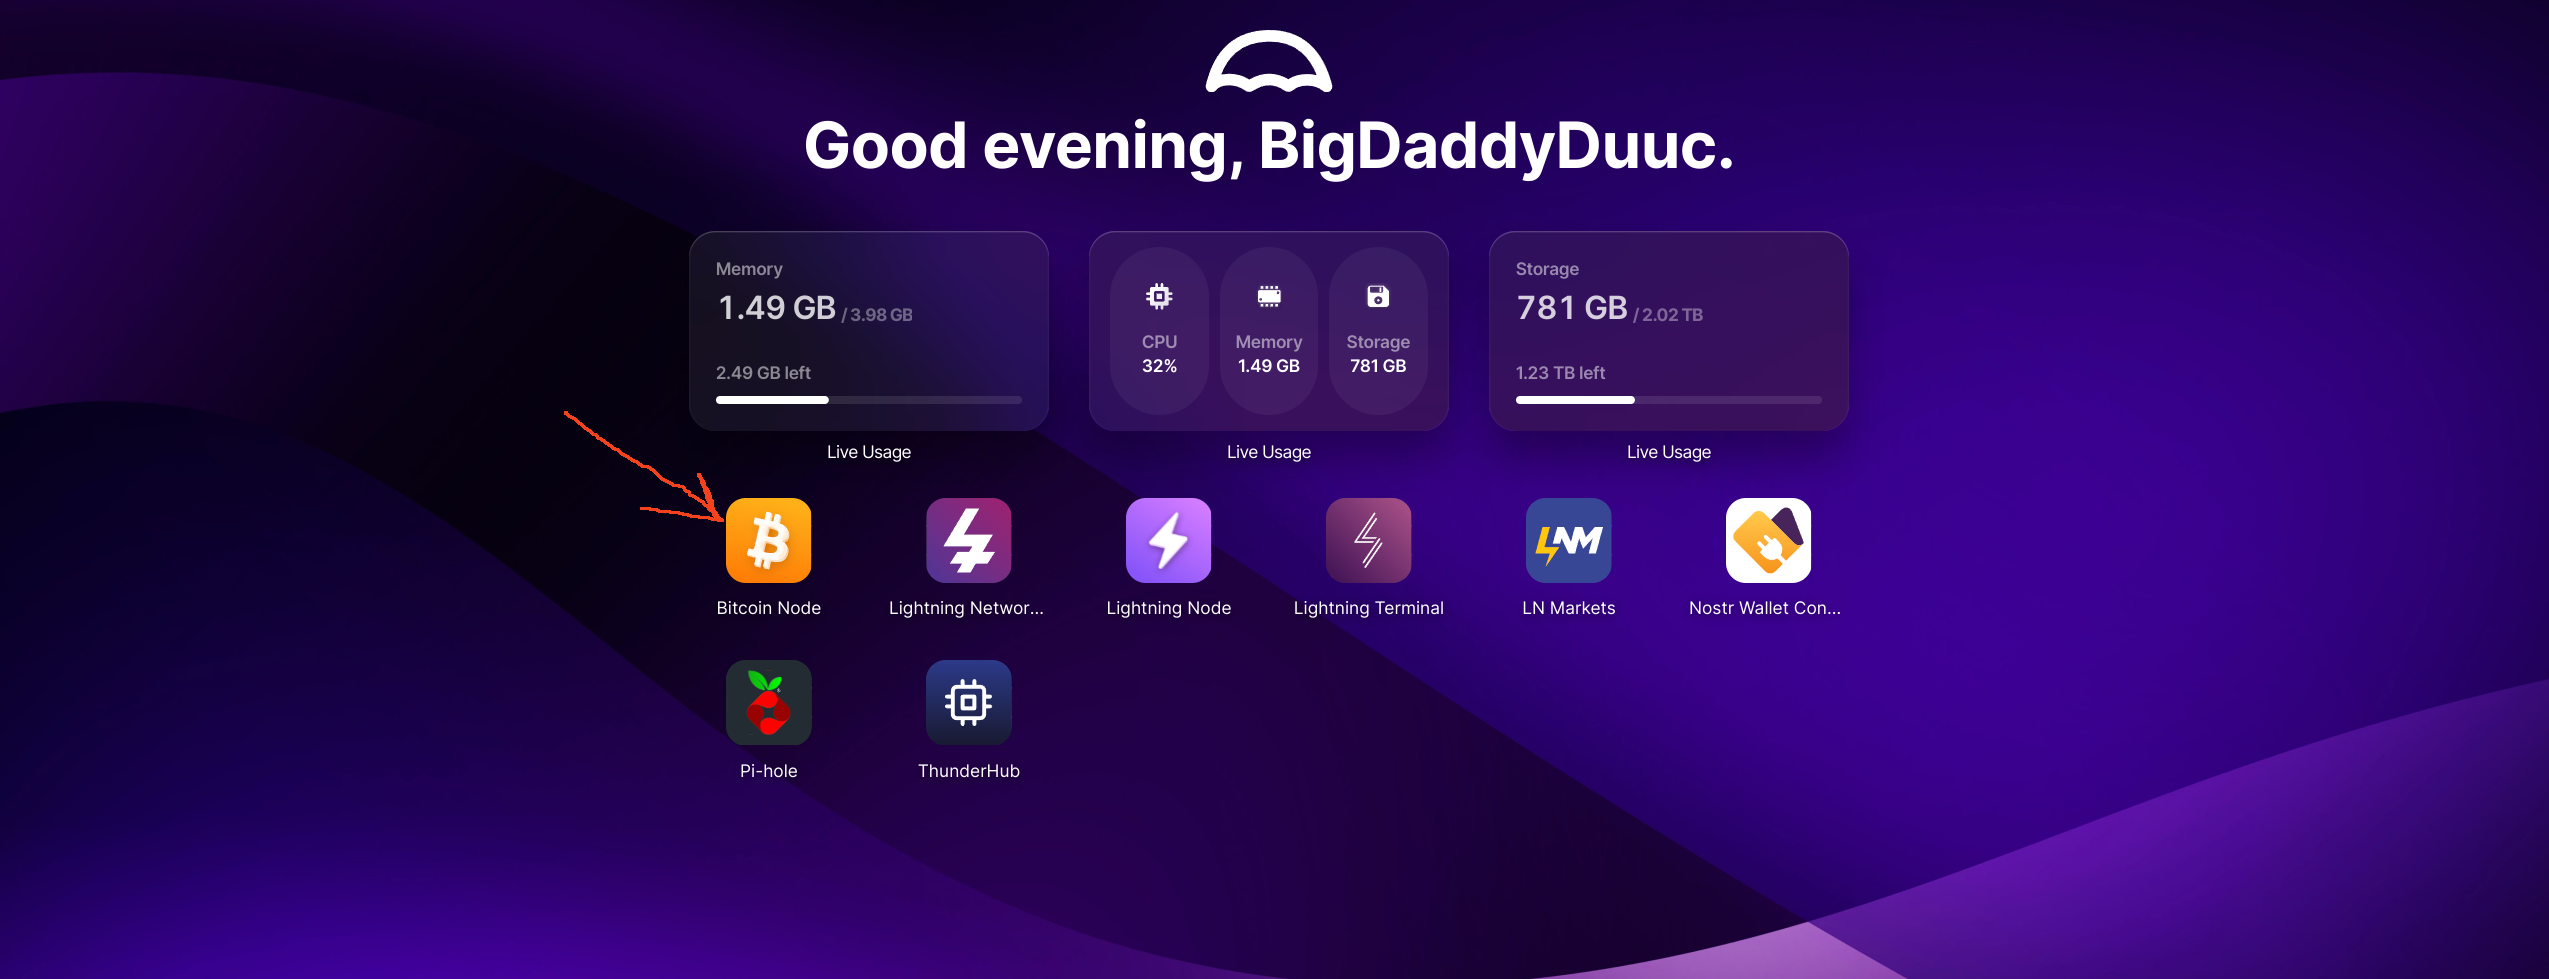 Good evening, BigDaddyDuuc.
Memory
1.49 GB / 3.98 GB
2.49 GB left
Live Usage
CPU
32%
Memory
1.49 GB
Storage
781 GB
Live Usage
Storage
781 GB / 2.02 TB
1.23 TB left
Live Usage
Bitcoin Node
Lightning Networ...
Lightning Node
Lightning Terminal
LNM
LN Markets
Nostr Wallet Con...
Pi-hole
ThunderHub